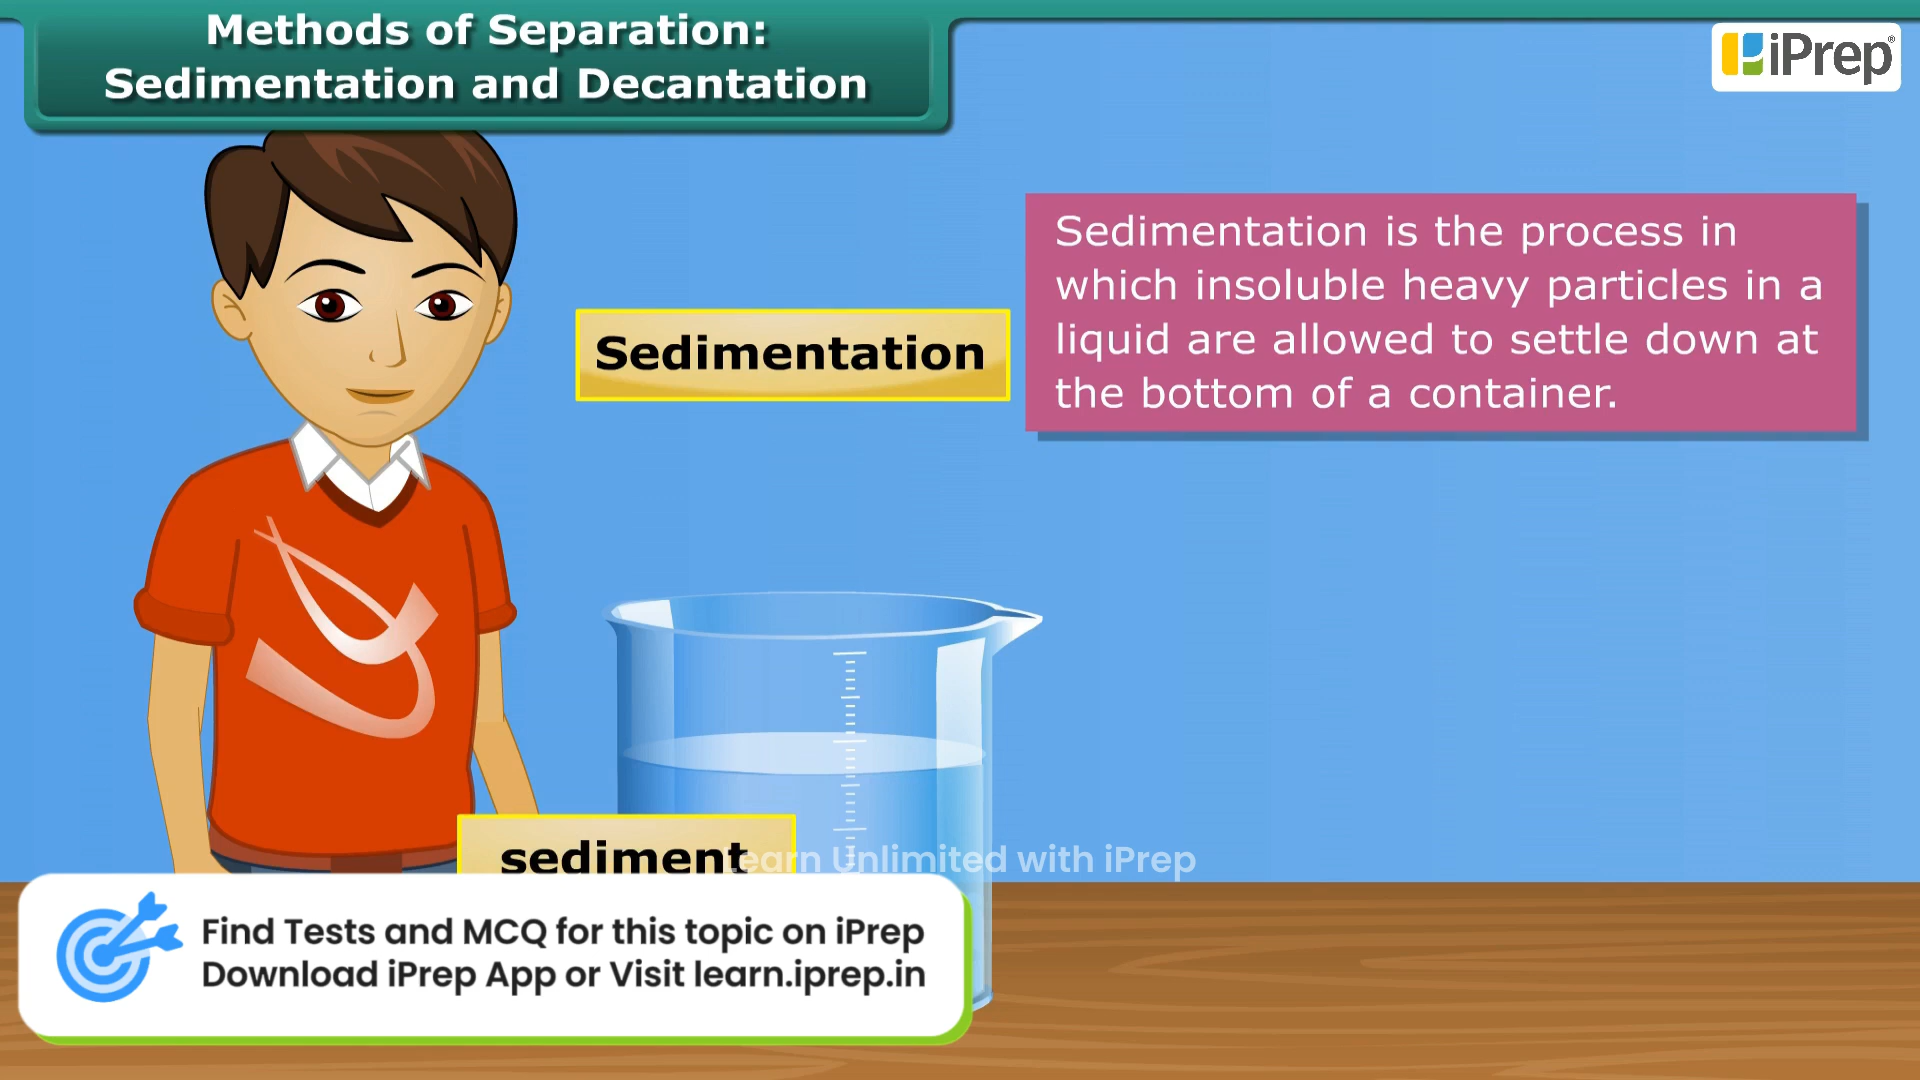 Methods of Separation:
Sedimentation and Decantation
iPrep®
Sedimentation
Sedimentation is the process in
which insoluble heavy particles in a
liquid are allowed to settle down at
the bottom of a container.
sediment
Learn Unlimited with iPrep
Find Tests and MCQ for this topic on iPrep
Download iPrep App or Visit learn.iprep.in